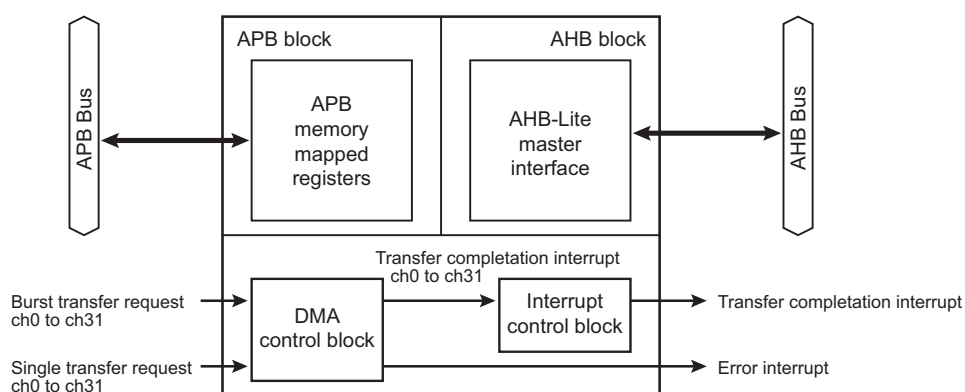 APB block
AHB block
APB Bus
APB
memory
mapped
registers
AHB-Lite
master
interface
AHB Bus
Transfer completation interrupt
ch0 to ch31
Burst transfer request
ch0 to ch31
DMA
control block
Interrupt
control block
Transfer completation interrupt
Single transfer request
ch0 to ch31
Error interrupt